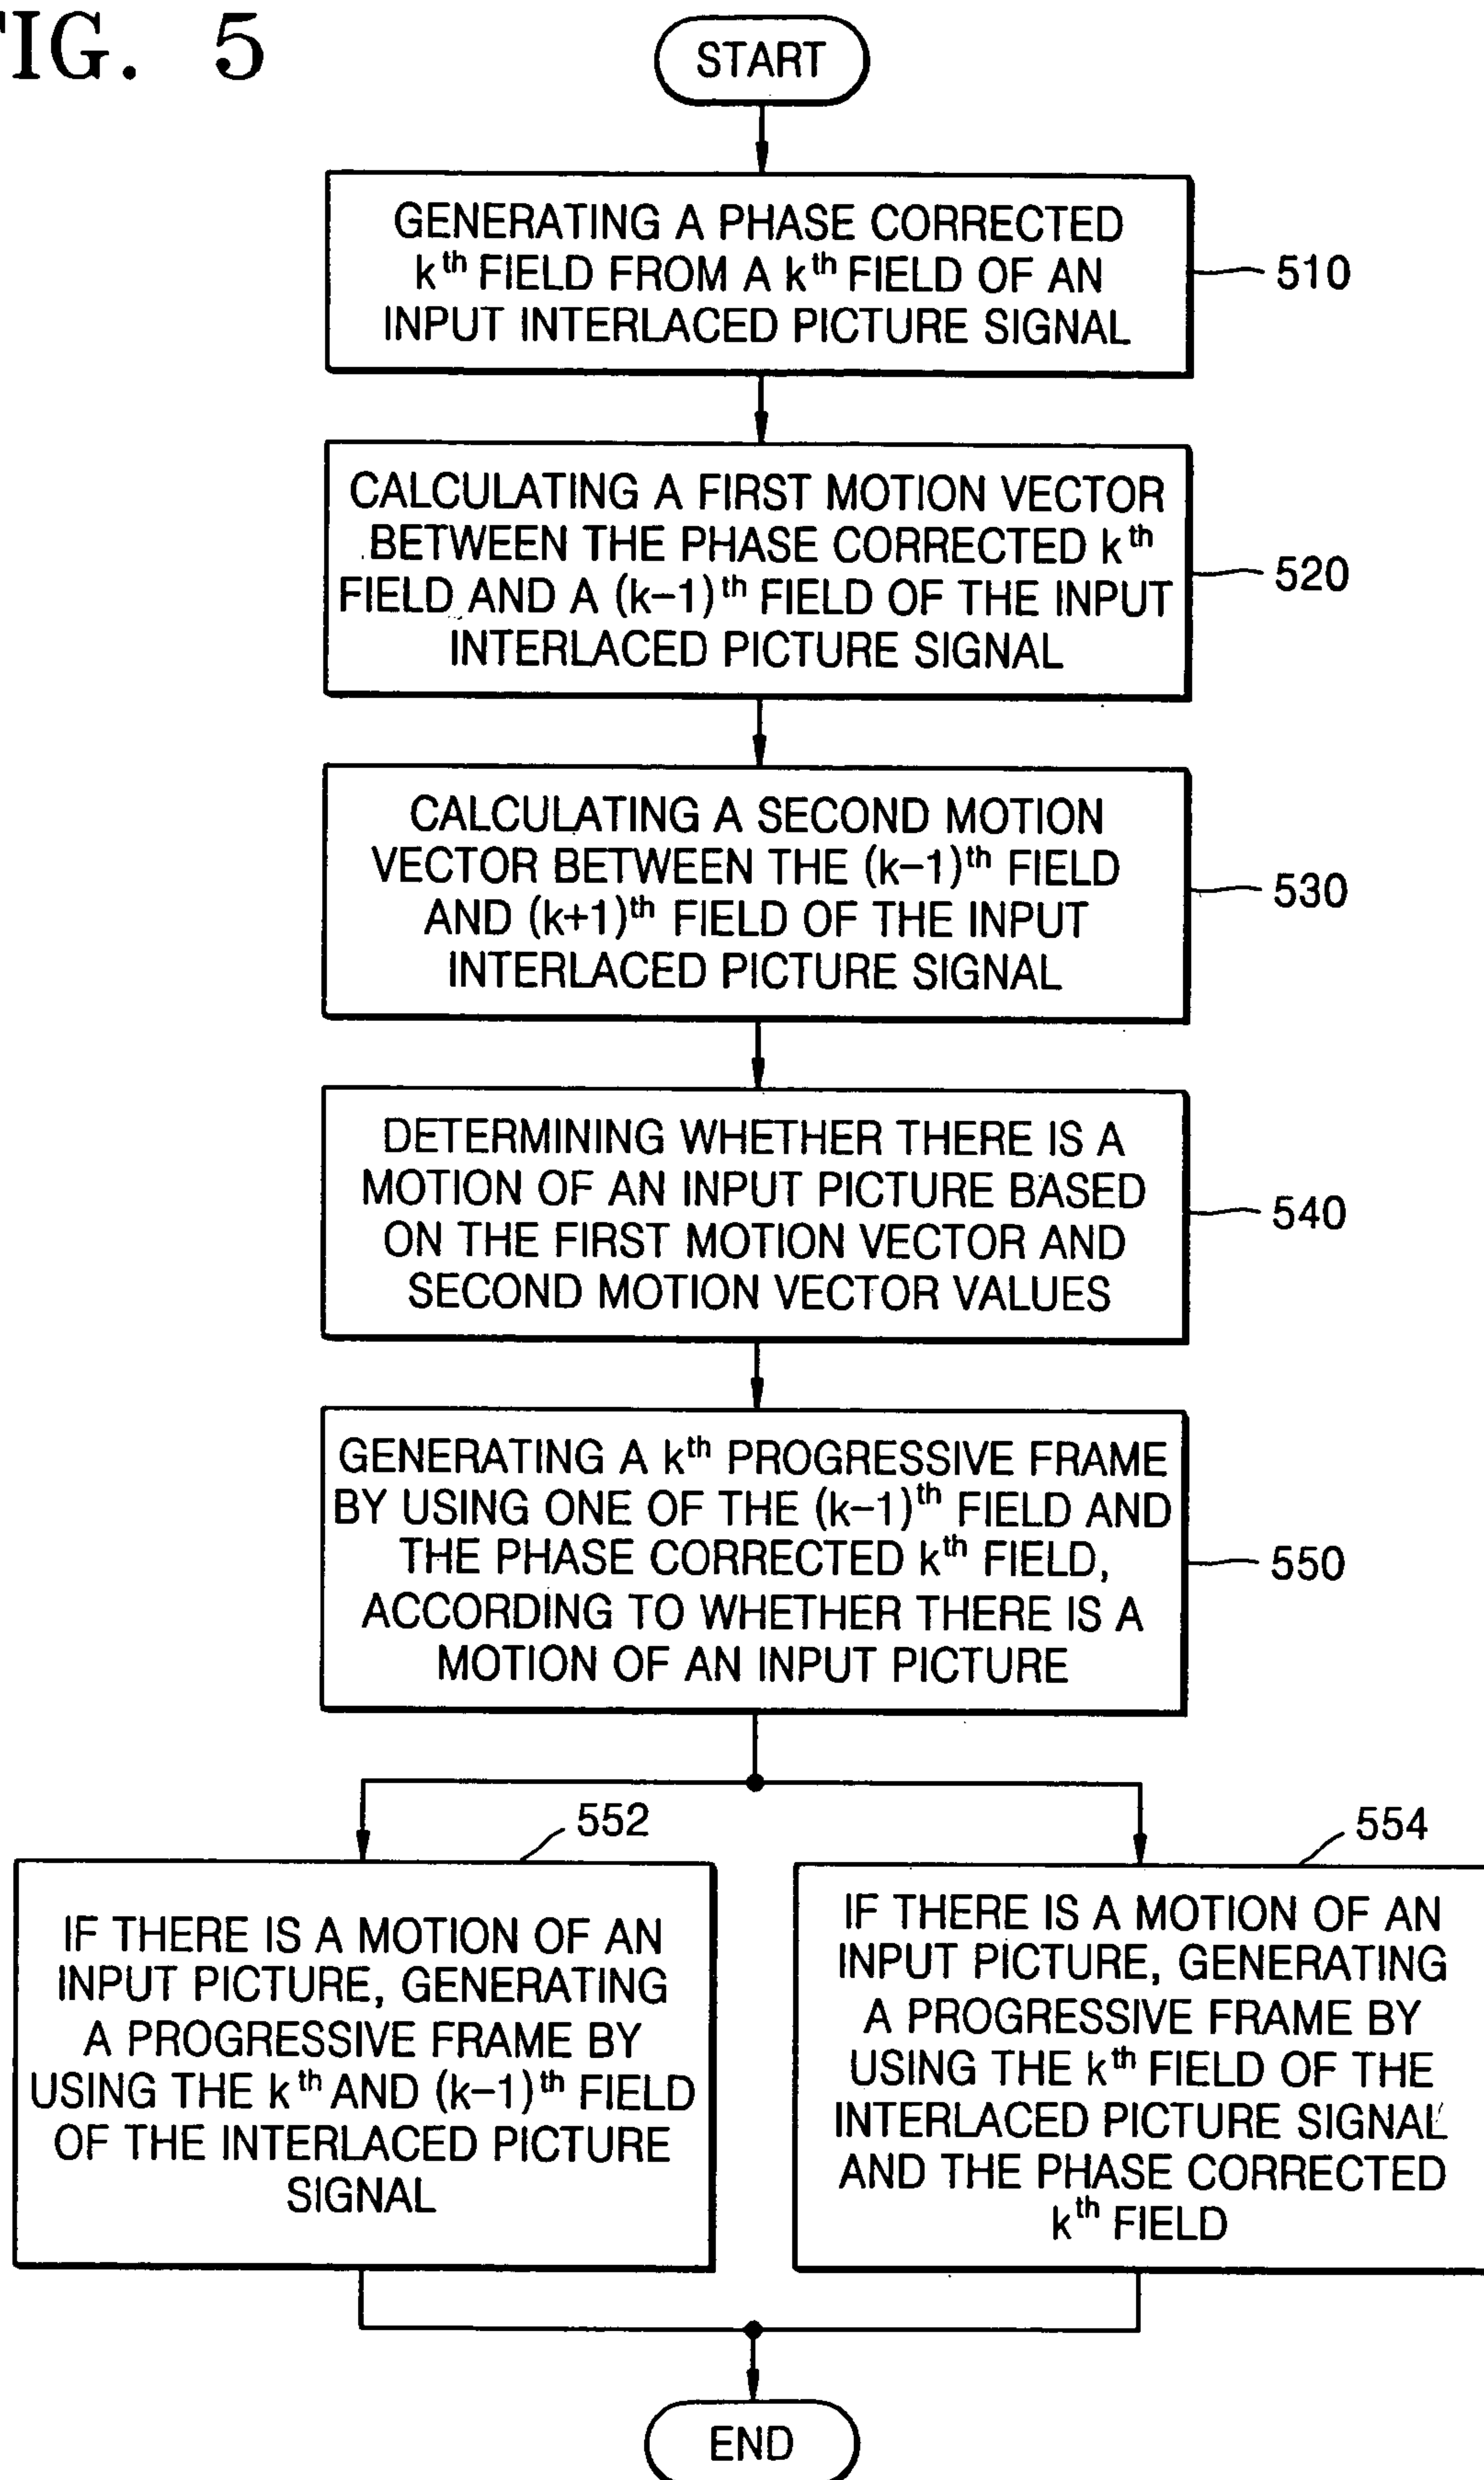 FIG. 5
START
GENERATING A PHASE CORRECTED
kth FIELD FROM A kth FIELD OF AN
INPUT INTERLACED PICTURE SIGNAL
510
CALCULATING A FIRST MOTION VECTOR
BETWEEN THE PHASE CORRECTED kth
FIELD AND A (k-1)th FIELD OF THE INPUT
INTERLACED PICTURE SIGNAL
520
CALCULATING A SECOND MOTION
VECTOR BETWEEN THE (k-1)th FIELD
AND (k+1)th FIELD OF THE INPUT
INTERLACED PICTURE SIGNAL
530
DETERMINING WHETHER THERE IS A
MOTION OF AN INPUT PICTURE BASED
ON THE FIRST MOTION VECTOR AND
SECOND MOTION VECTOR VALUES
540
GENERATING A kth PROGRESSIVE FRAME
BY USING ONE OF THE (k-1)th FIELD AND
THE PHASE CORRECTED kth FIELD,
ACCORDING TO WHETHER THERE IS A
MOTION OF AN INPUT PICTURE
550
552
IF THERE IS A MOTION OF AN
INPUT PICTURE, GENERATING
A PROGRESSIVE FRAME BY
USING THE kth AND (k-1)th FIELD
OF THE INTERLACED PICTURE
SIGNAL
554
IF THERE IS A MOTION OF AN
INPUT PICTURE, GENERATING
A PROGRESSIVE FRAME BY
USING THE kth FIELD OF THE
INTERLACED PICTURE SIGNAL
AND THE PHASE CORRECTED
kth FIELD
END